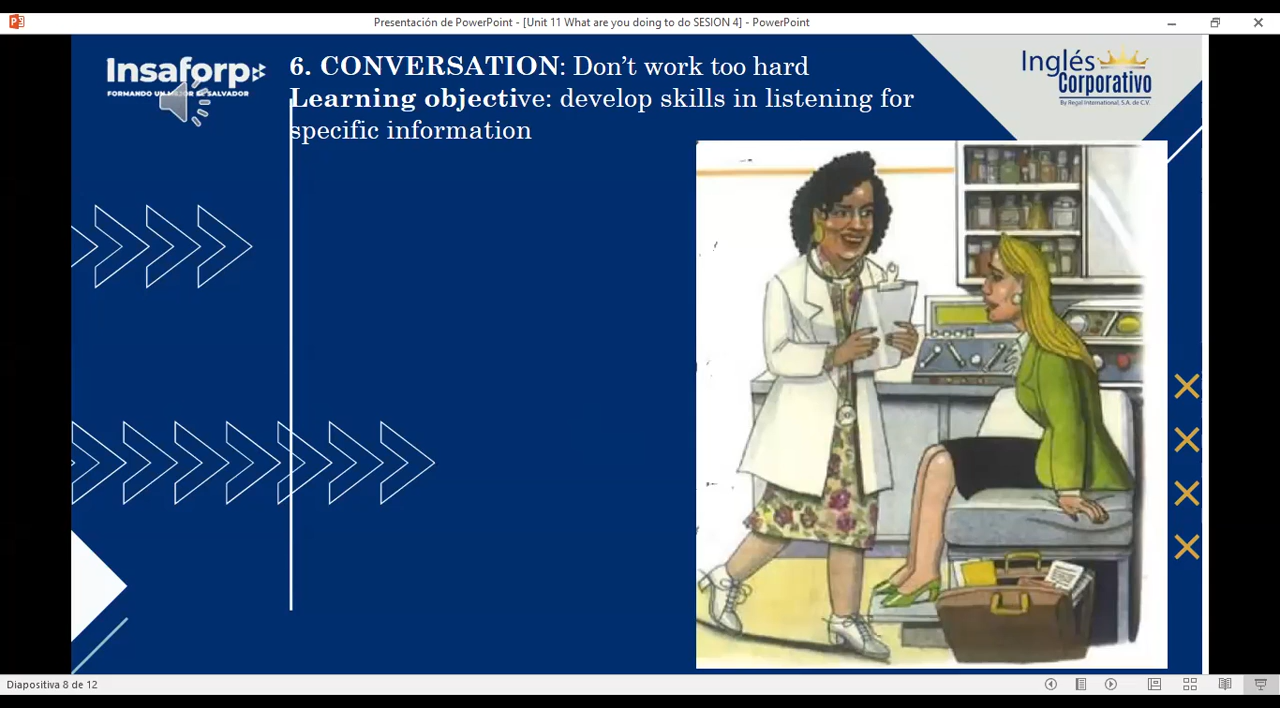 Presentación de PowerPoint - [Unit 11 What are you doing to do SESION 4] - PowerPoint
Insaforp
FORMANDO UN MEJOR EL SALVADOR
6. CONVERSATION: Don't work too hard
Learning objective: develop skills in listening for
specific information
Inglés
Corporativo
By Regal International, S.A. de C.V.
Diapositiva 8 de 12